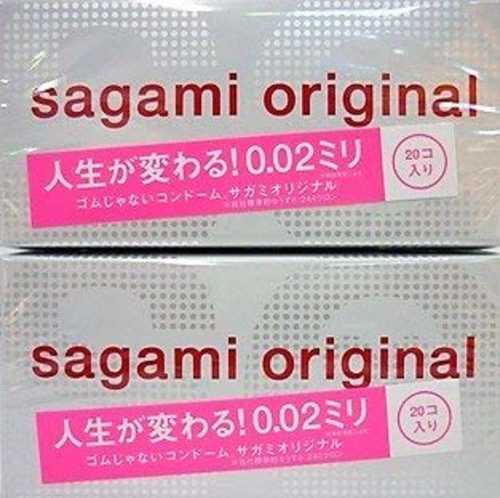 sagami original
人生が変わる!0.02ミリ
20コ
入り
ゴムじゃないコンドーム、サガミオリジナル
sagami original
人生が変わる!0.02ミリ
20コ
入り
ゴムじゃないコンドーム、サガミオリジナル